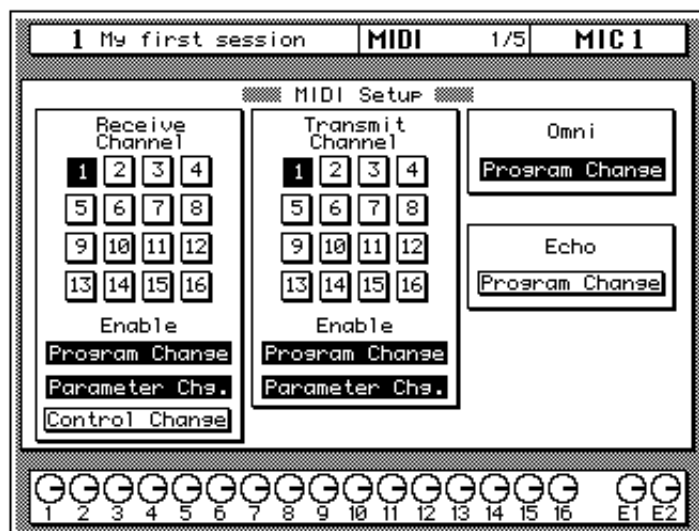 1 My first session MIDI 1/5 MIC 1
MIDI Setup
Receive
Channel
1 2 3 4
5 6 7 8
9 10 11 12
13 14 15 16
Enable
Program Change
Parameter Chg.
Control Change
Transmit
Channel
1 2 3 4
5 6 7 8
9 10 11 12
13 14 15 16
Enable
Program Change
Parameter Chg.
Omni
Program Change
Echo
Program Change
1 2 3 4 5 6 7 8 9 10 11 12 13 14 15 16 E1 E2